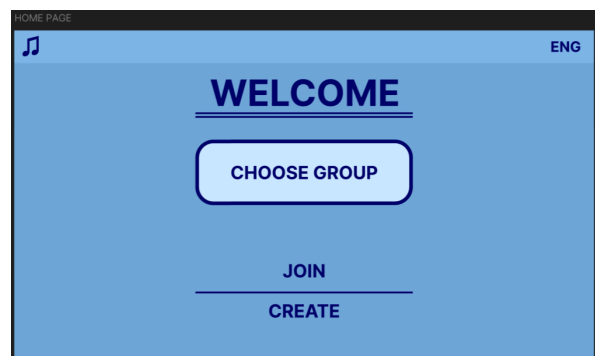 HOME PAGE
ENG
WELCOME
CHOOSE GROUP
JOIN
CREATE